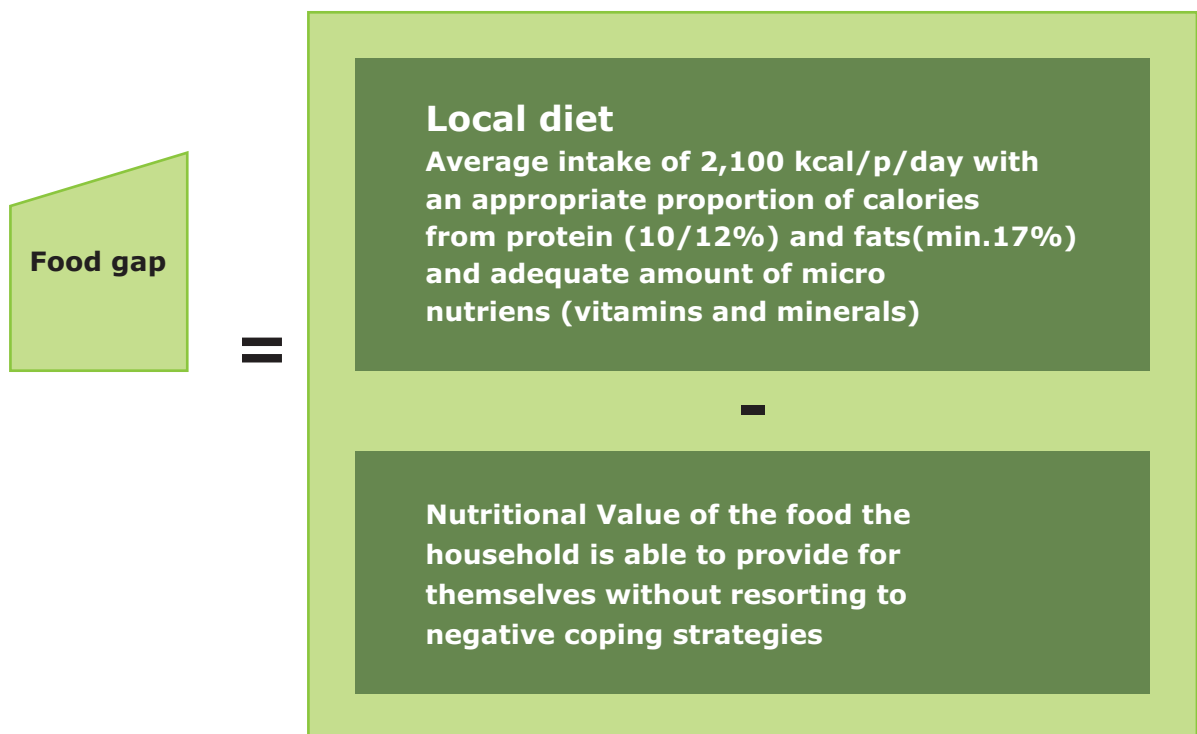 Food gap
=
Local diet
Average intake of 2,100 kcal/p/day with
an appropriate proportion of calories
from protein (10/12%) and fats(min.17%)
and adequate amount of micro
nutriens (vitamins and minerals)
-
Nutritional Value of the food the
household is able to provide for
themselves without resorting to
negative coping strategies